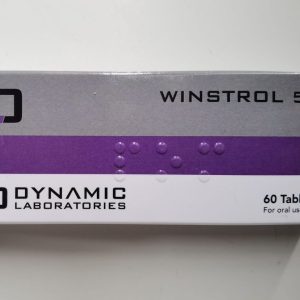 WINSTROL 5
DYNAMIC
LABORATORIES
60 Tabl
For oral us